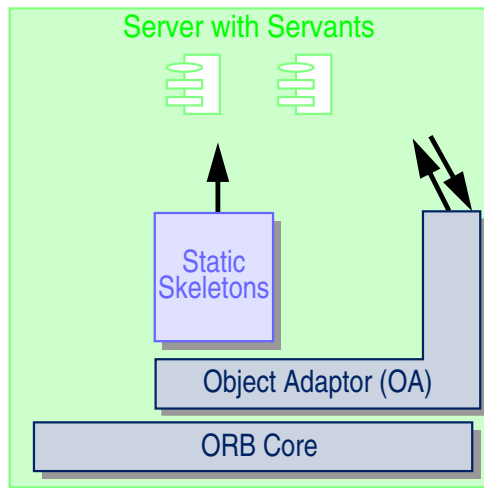 Server with Servants
Static
Skeletons
Object Adaptor (OA)
ORB Core